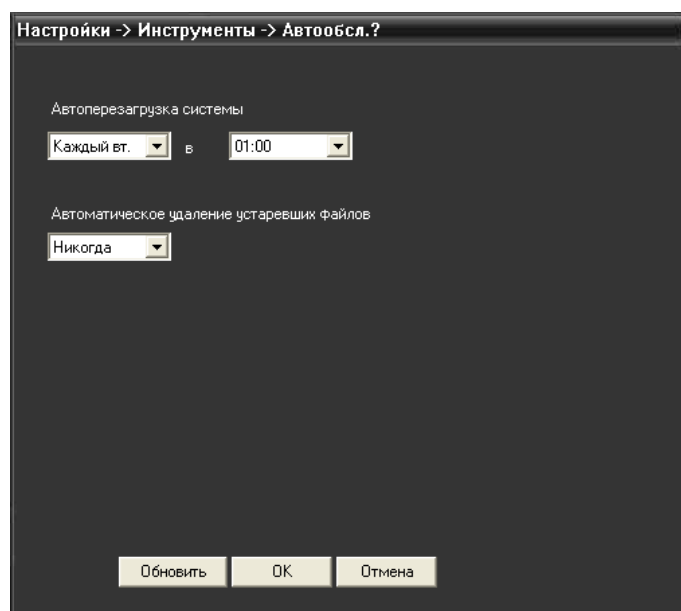 Настройки -> Инструменты -> Автообсл.?
Автоперезагрузка системы
Каждый вт. в 01:00
Автоматическое удаление устаревших файлов
Никогда
Обновить OK Отмена